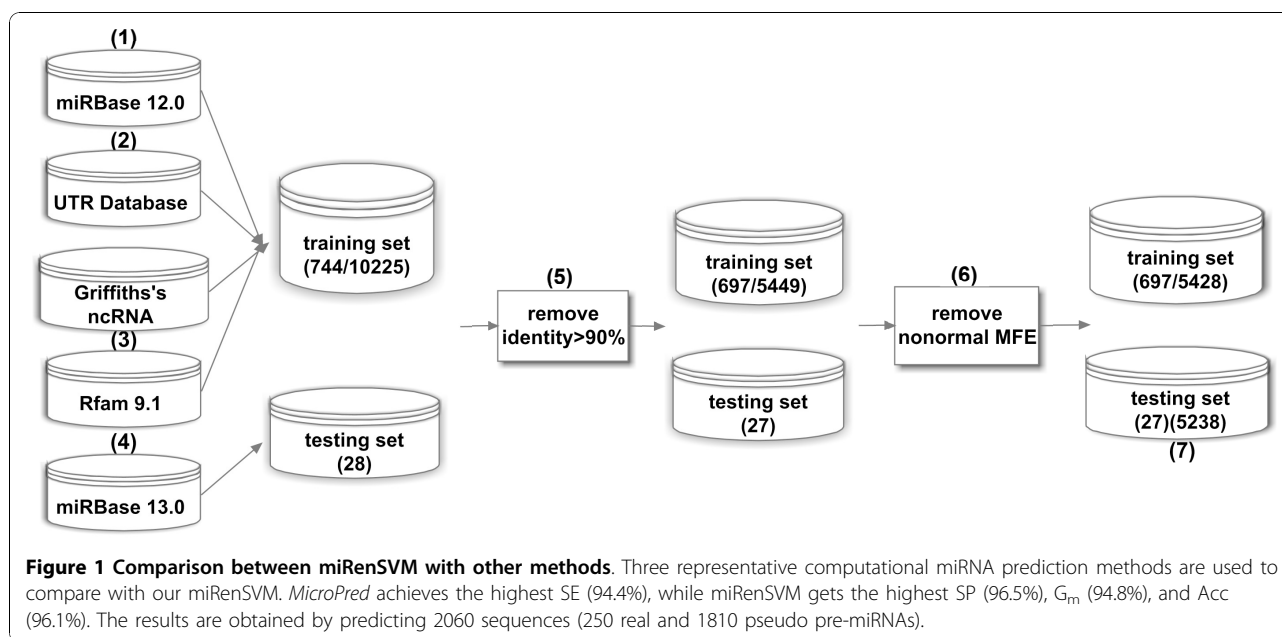 (1)
miRBase 12.0
(2)
UTR Database
Griffiths's
ncRNA
(3)
Rfam 9.1
(4)
miRBase 13.0
training set
(744/10225)
testing set
(28)
(5)
remove
identity>90%
training set
(697/5449)
testing set
(27)
(6)
remove
nonormal MFE
training set
(697/5428)
testing set
(27)(5238)
(7)
Figure 1 Comparison between miRenSVM with other methods. Three representative computational miRNA prediction methods are used to
compare with our miRenSVM. MicroPred achieves the highest SE (94.4%), while miRenSVM gets the highest SP (96.5%), Gm (94.8%), and Acc
(96.1%). The results are obtained by predicting 2060 sequences (250 real and 1810 pseudo pre-miRNAs).